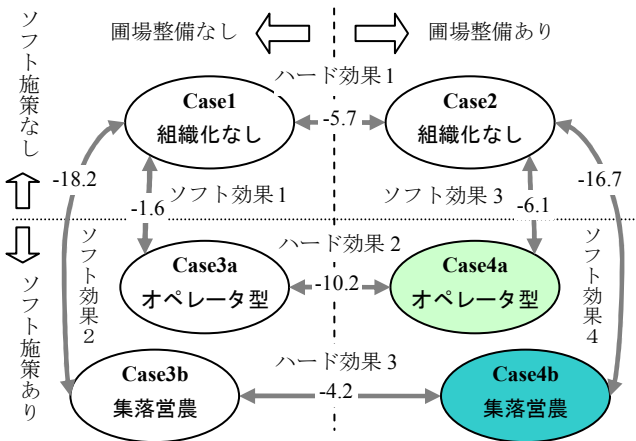 圃場整備なし
圃場整備あり
ソフト施策なし
ハード効果1
Case1
組織化なし
-5.7
Case2
組織化なし
-18.2
-16.7
ソフト効果1
-1.6
ソフト効果3
-6.1
ソフト施策あり
ソフト効果2
ハード効果2
ソフト効果4
Case3a
オペレータ型
-10.2
Case4a
オペレータ型
ハード効果3
Case3b
集落営農
-4.2
Case4b
集落営農